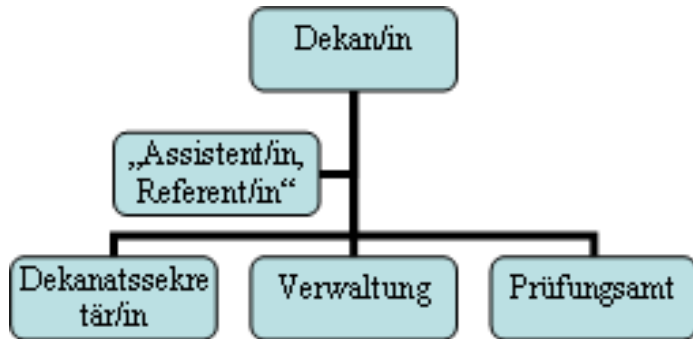 Dekan/in
„Assistent/in,
Referent/in“
Dekanatssekre
tär/in
Verwaltung
Prüfungsamt